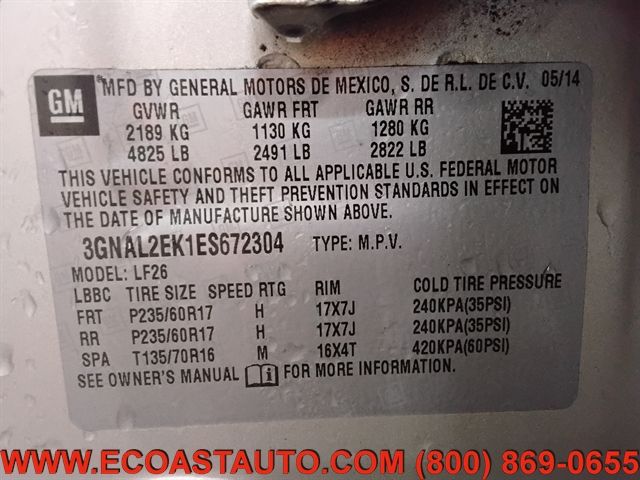 GM ® MFD BY GENERAL MOTORS DE MEXICO, S. DE R.L. DE C.V. 05/14
GVWR GAWR FRT GAWR RR
2189 KG 1130 KG 1280 KG
4825 LB 2491 LB 2822 LB
THIS VEHICLE CONFORMS TO ALL APPLICABLE U.S. FEDERAL MOTOR
VEHICLE SAFETY AND THEFT PREVENTION STANDARDS IN EFFECT ON
THE DATE OF MANUFACTURE SHOWN ABOVE.
3GNAL2EK1ES672304 TYPE: M.P.V.
MODEL: LF26
LBBC TIRE SIZE SPEED RTG RIM COLD TIRE PRESSURE
FRT P235/60R17 H 17X7J 240KPA(35PSI)
RR P235/60R17 H 17X7J 240KPA(35PSI)
SPA T135/70R16 M 16X4T 420KPA(60PSI)
SEE OWNER'S MANUAL FOR MORE INFORMATION.
WWW.ECOASTAUTO.COM (800) 869-0655